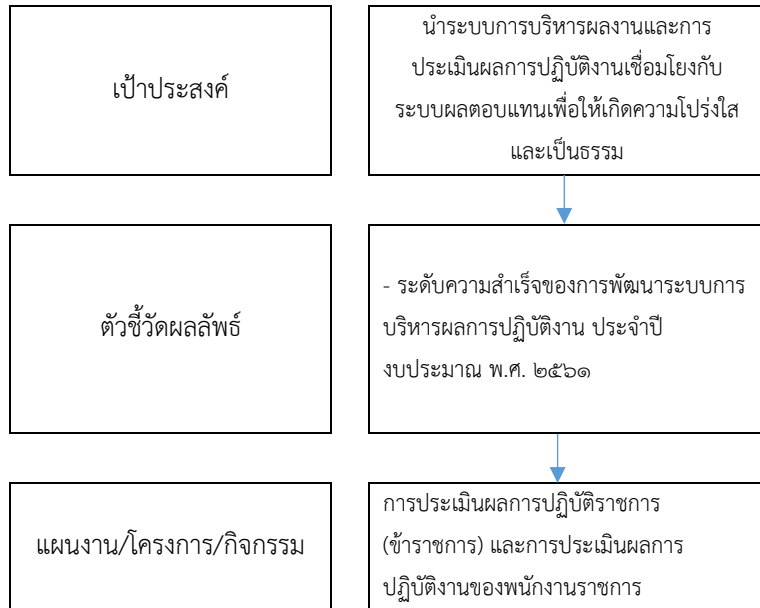 เป้าประสงค์
นำระบบการบริหารผลงานและการ
ประเมินผลการปฏิบัติงานเชื่อมโยงกับ
ระบบผลตอบแทนเพื่อให้เกิดความโปร่งใส
และเป็นธรรม
ตัวชี้วัดผลลัพธ์
- ระดับความสำเร็จของการพัฒนาระบบการ
บริหารผลการปฏิบัติงาน ประจำปี
งบประมาณ พ.ศ. ๒๕๖๑
แผนงาน/โครงการ/กิจกรรม
การประเมินผลการปฏิบัติราชการ
(ข้าราชการ) และการประเมินผลการ
ปฏิบัติงานของพนักงานราชการ